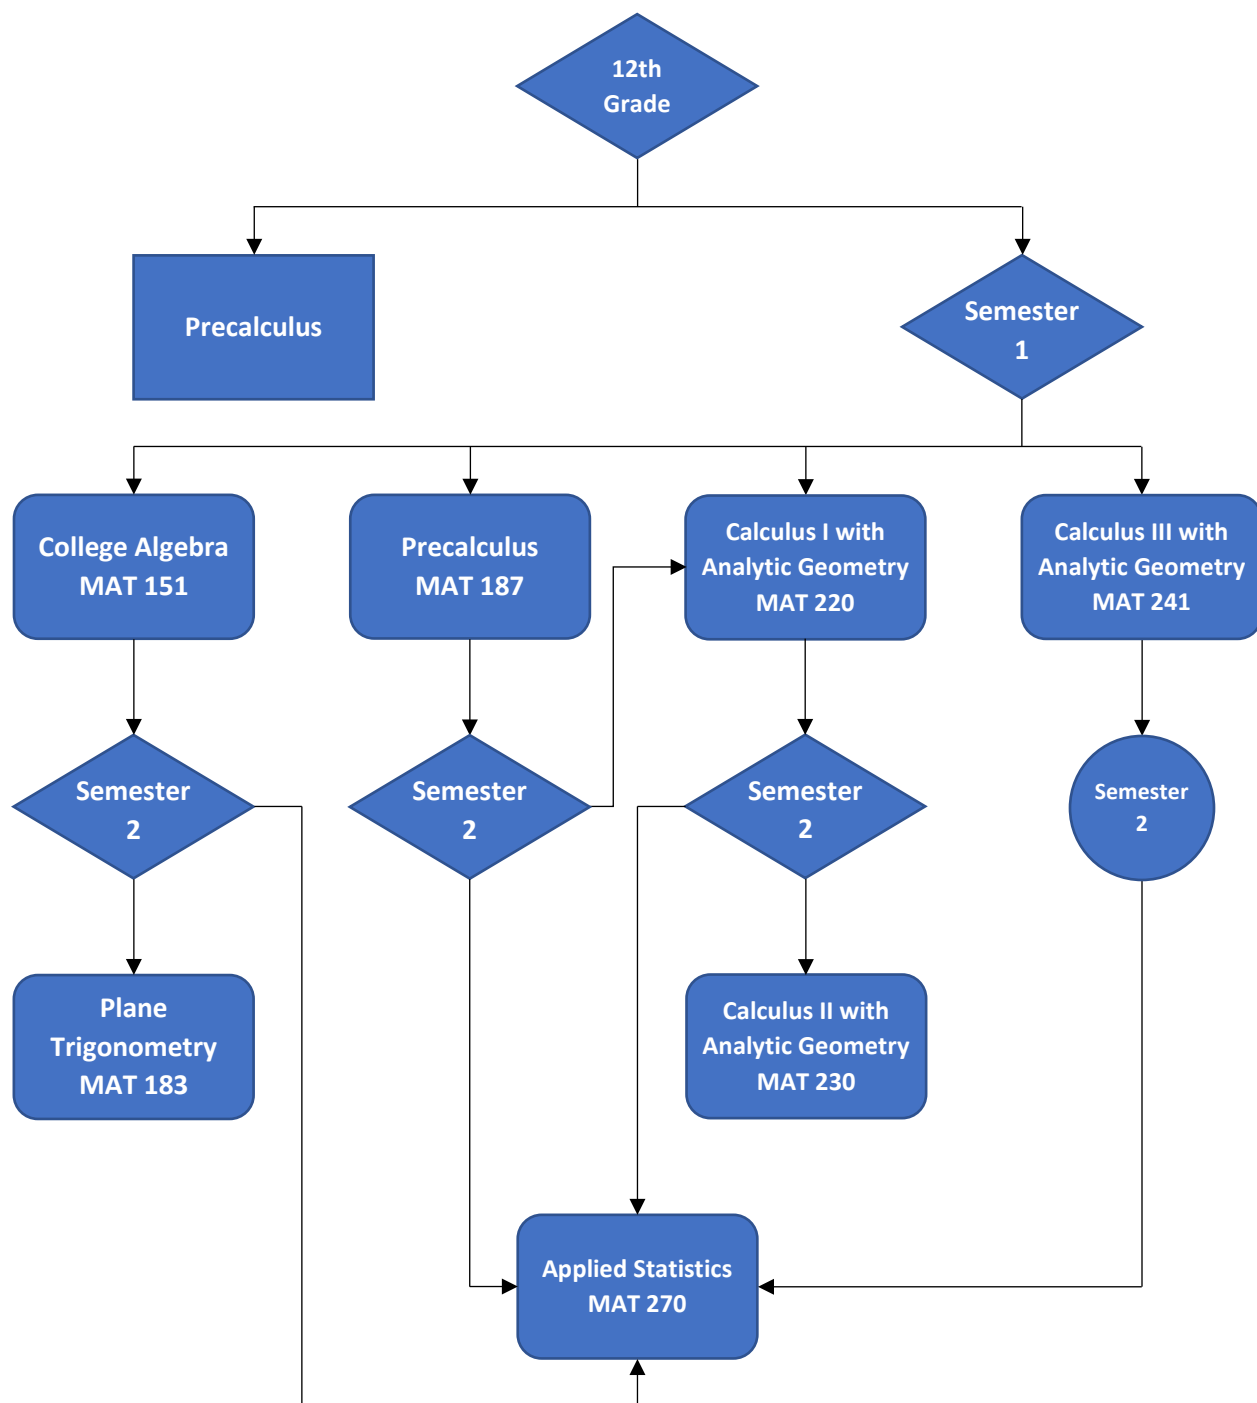 12th
Grade
Precalculus
Semester
1
College Algebra
MAT 151
Precalculus
MAT 187
Calculus I with
Analytic Geometry
MAT 220
Calculus III with
Analytic Geometry
MAT 241
Semester
2
Semester
2
Semester
2
Semester
2
Plane
Trigonometry
MAT 183
Calculus II with
Analytic Geometry
MAT 230
Applied Statistics
MAT 270